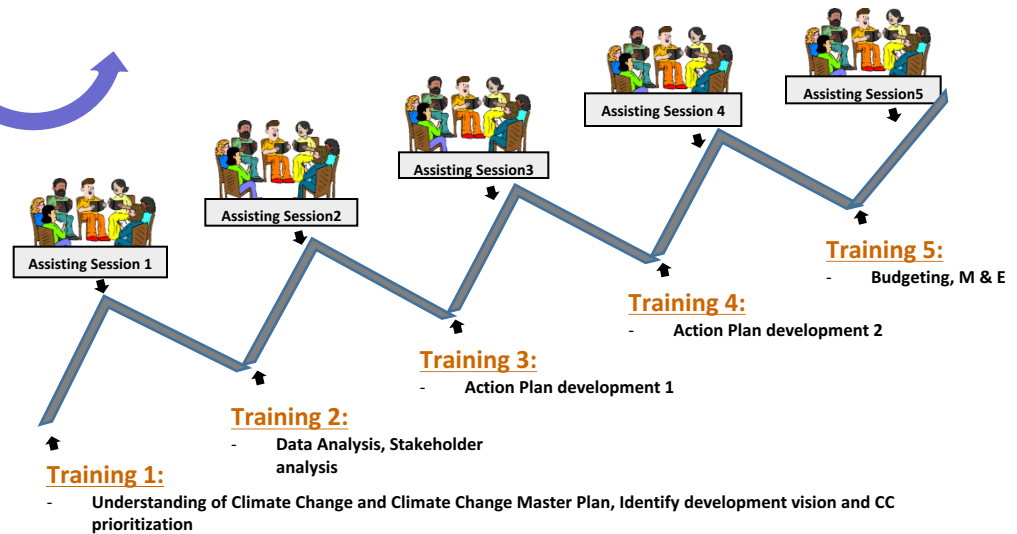 Assisting Session5
Assisting Session 4
Assisting Session3
Assisting Session2
Assisting Session 1
Training 5:
- Budgeting, M & E
Training 4:
- Action Plan development 2
Training 3:
- Action Plan development 1
Training 2:
- Data Analysis, Stakeholder
analysis
Training 1:
- Understanding of Climate Change and Climate Change Master Plan, Identify development vision and CC
prioritization